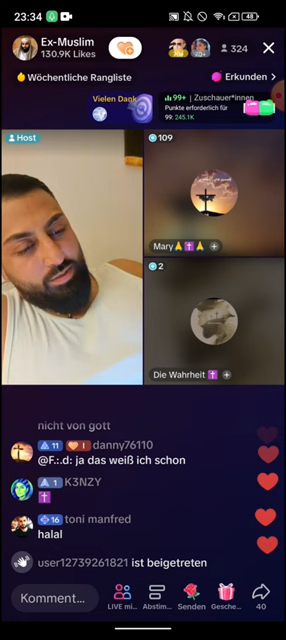 23:34
48
Ex-Muslim
130.9K Likes
324
Wöchentliche Rangliste
Erkunden >
Vielen Dank
99+ | Zuschauer*innen
Punkte erforderlich für
99: 245.1K
Host
109
Mary🙏✝️🙏 +
2
Die Wahrheit ✝️ +
nicht von gott
11 I danny76110
@F.:.d: ja das weiß ich schon
1 K3NZY
✝️
16 toni manfred
halal
user12739261821 ist beigetreten
Komment...
LIVE mi...
Abstim...
Senden
Gesche...
40